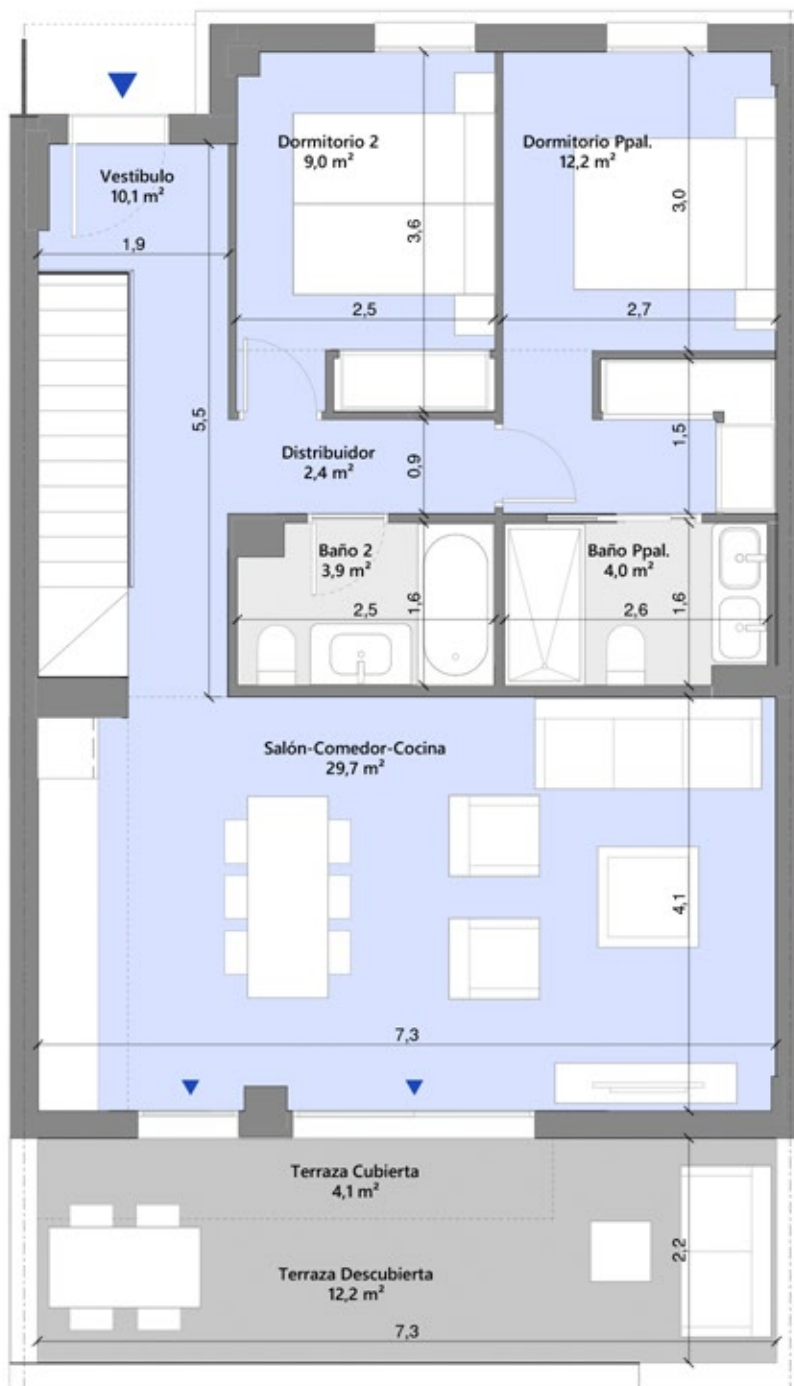 Dormitorio 2
9,0 m²
Dormitorio Ppal.
12,2 m²
Vestíbulo
10,1 m²
3,6
3,0
1,9
2,5
2,7
5,5
Distribuidor
2,4 m²
0,9
1,5
Baño 2
3,9 m²
Baño Ppal.
4,0 m²
2,5
1,6
2,6
1,6
Salón-Comedor-Cocina
29,7 m²
4,1
7,3
Terraza Cubierta
4,1 m²
2,2
Terraza Descubierta
12,2 m²
7,3